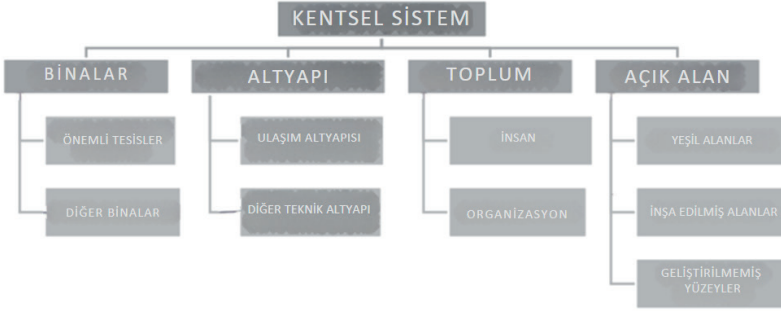 KENTSEL SİSTEM
BİNALAR
ALTYAPI
TOPLUM
AÇIK ALAN
ÖNEMLİ TESİSLER
ULAŞIM ALTYAPISI
İNSAN
YEŞİL ALANLAR
DİĞER BİNALAR
DİĞER TEKNİK ALTYAPI
ORGANİZASYON
İNŞA EDİLMİŞ ALANLAR
GELİŞTİRİLMEMİŞ
YÜZEYLER